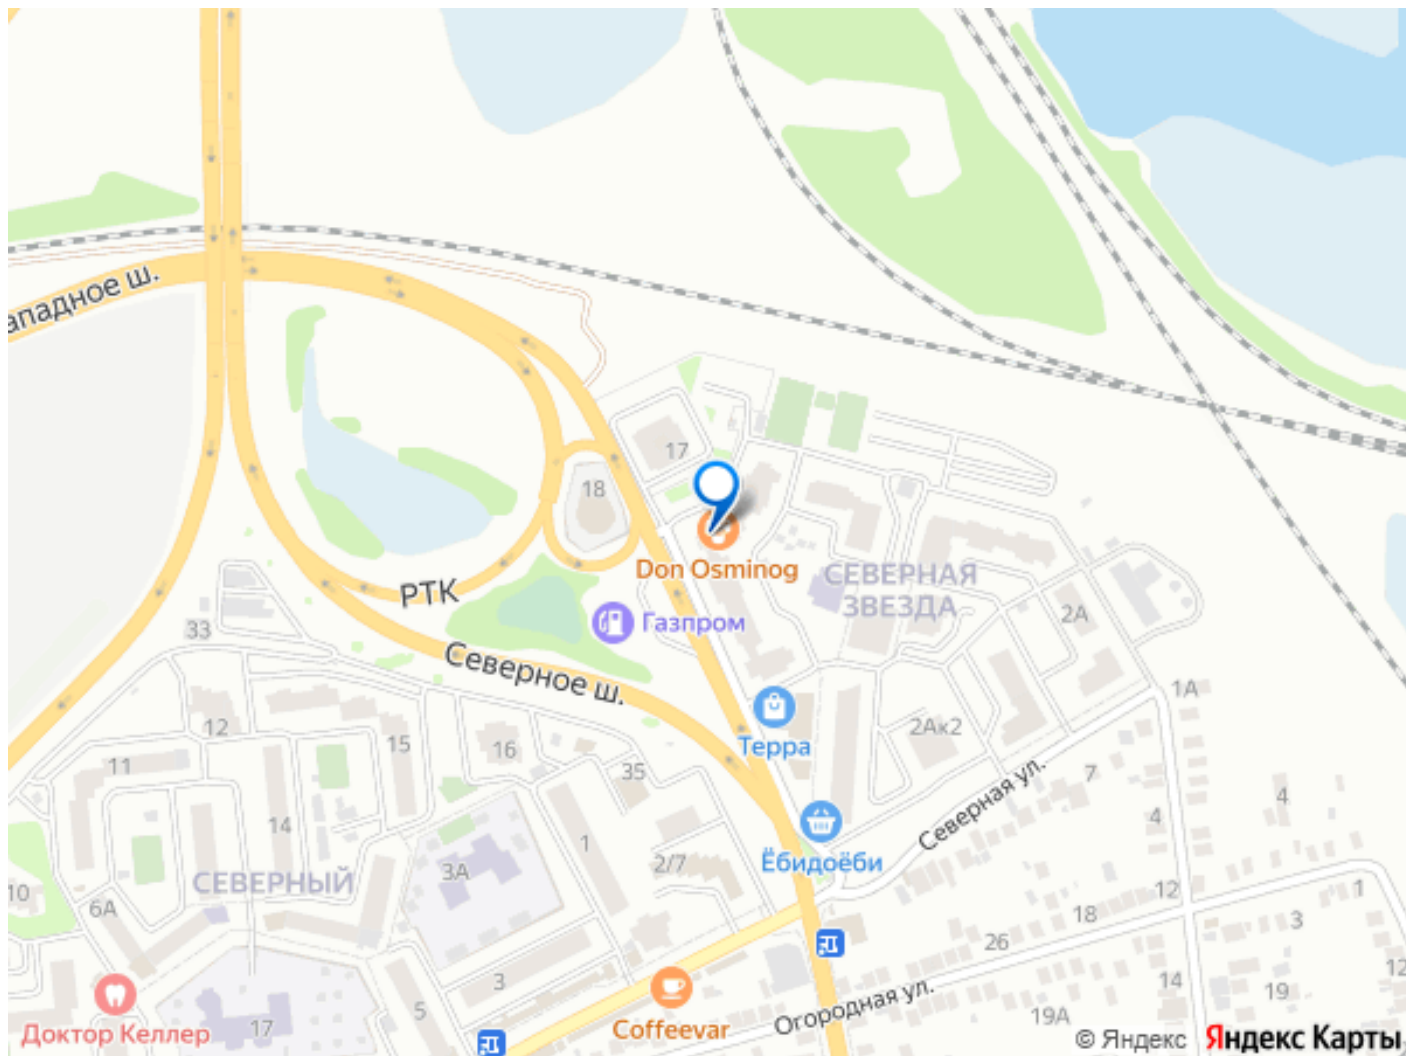 ападное ш.
17
18
Don Osminog
СЕВЕРНАЯ
ЗВЕЗДА
РТК
Газпром
2А
33
Северное ш.
1А
12
15
16
Терра
2Ак2
11
35
7
4
14
1
4
Северная ул.
3А
2/7
Ёбидоёби
СЕВЕРНЫЙ
10
6А
12
1
18
3
26
12
3
14
5
Доктор Келлер
17
Coffeevar
Огородная ул.
19А
19
© Яндекс Яндекс Карты